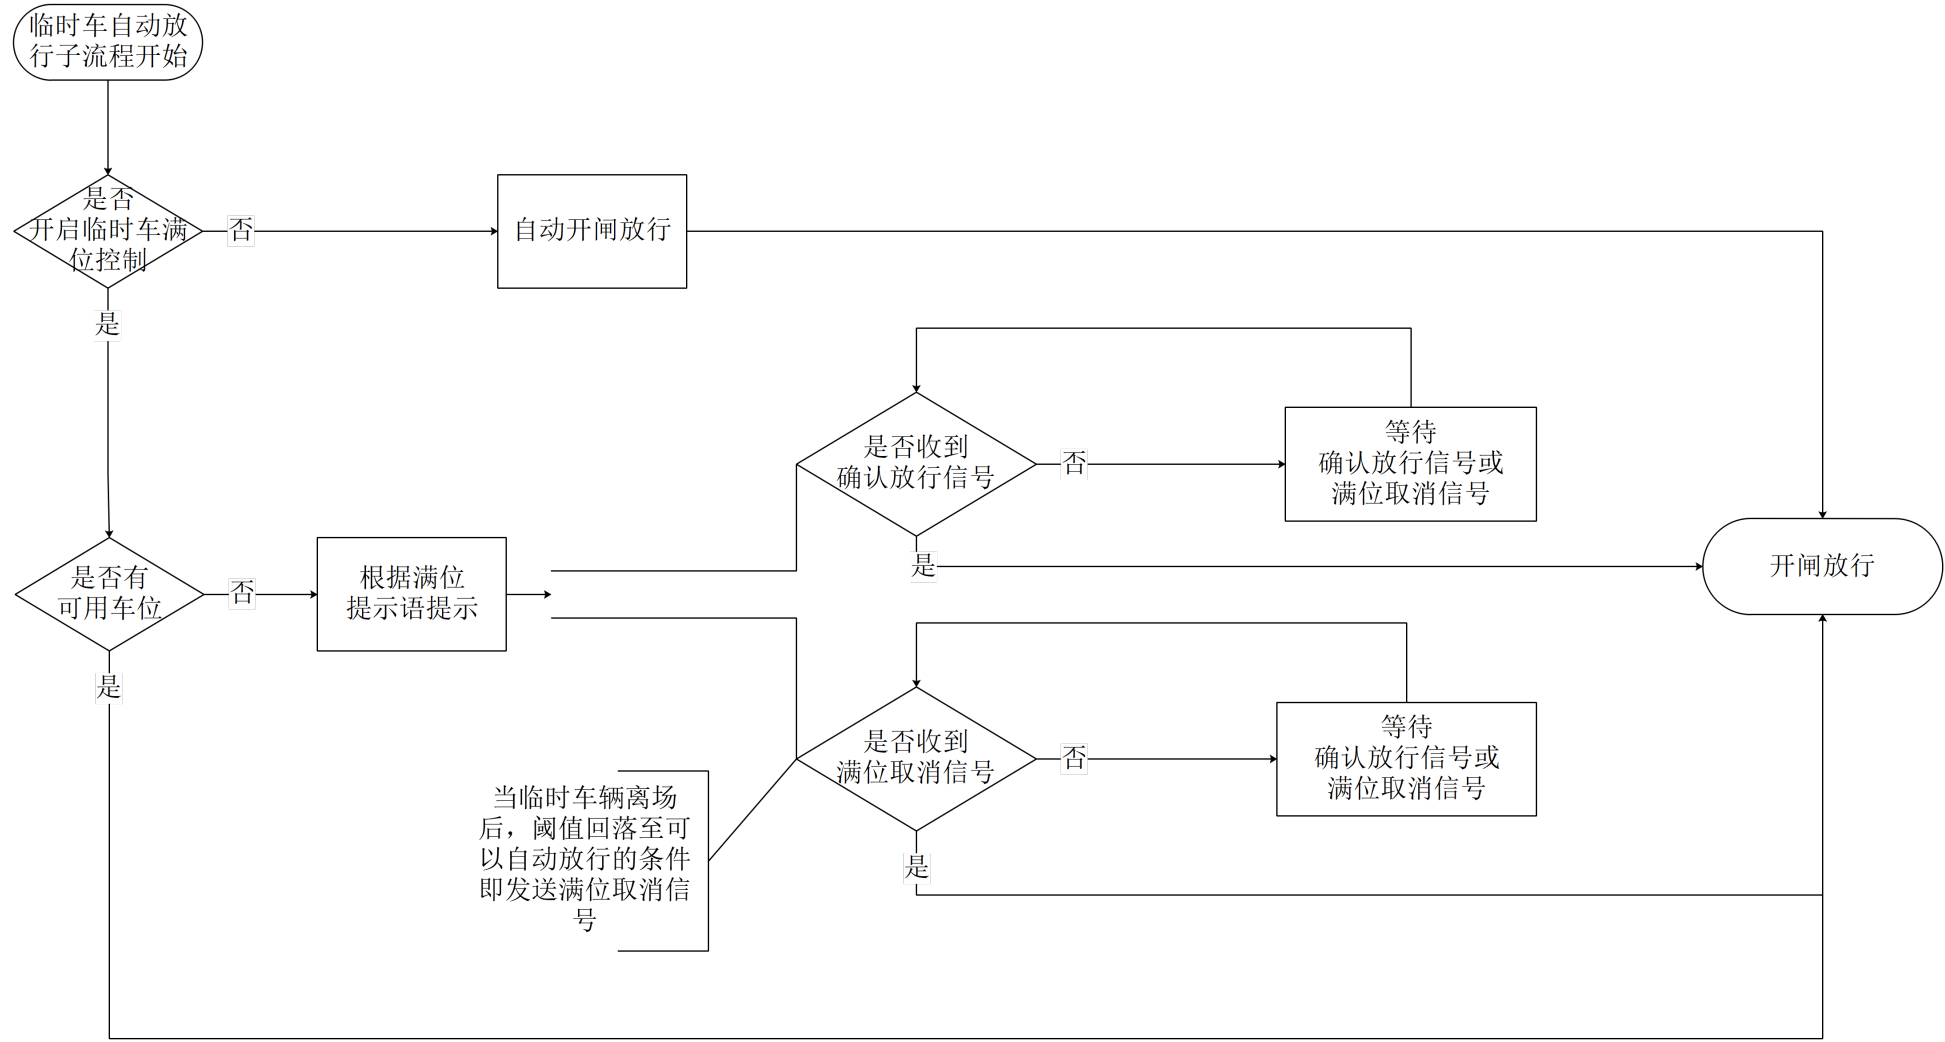 临时车自动放
行子流程开始
是否
开启临时车满
位控制
否
自动开闸放行
是
是否收到
确认放行信号
否
等待
确认放行信号或
满位取消信号
是
开闸放行
是否有
可用车位
否
根据满位
提示语提示
是
是否收到
满位取消信号
否
等待
确认放行信号或
满位取消信号
是
当临时车辆离场
后，阈值回落至可
以自动放行的条件
即发送满位取消信
号